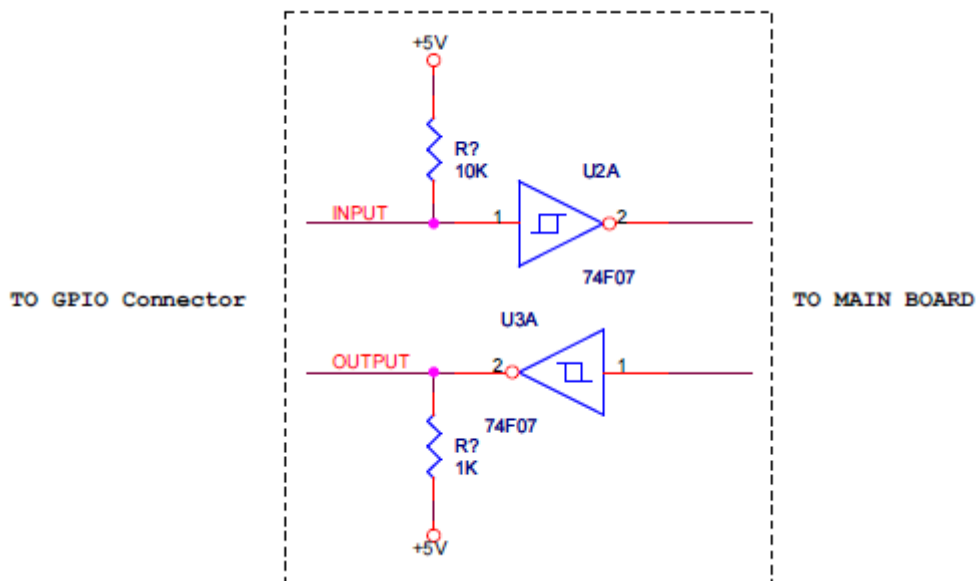 +5V
R?
10K
U2A
INPUT
1
2
74F07
TO GPIO Connector
TO MAIN BOARD
U3A
OUTPUT
2
1
74F07
R?
1K
+5V